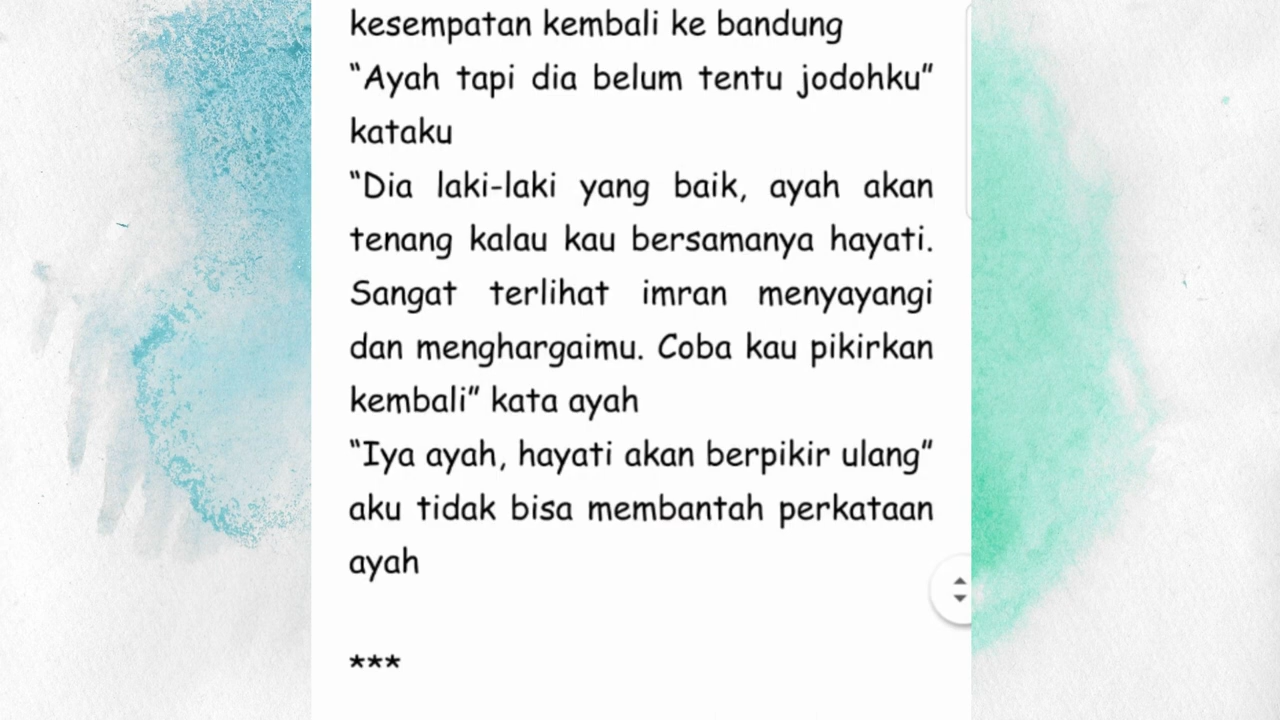 kesempatan kembali ke bandung
“Ayah tapi dia belum tentu jodohku”
kataku
“Dia laki-laki yang baik, ayah akan
tenang kalau kau bersamanya hayati.
Sangat terlihat imran menyayangi
dan menghargaimu. Coba kau pikirkan
kembali” kata ayah
“Iya ayah, hayati akan berpikir ulang”
aku tidak bisa membantah perkataan
ayah
***